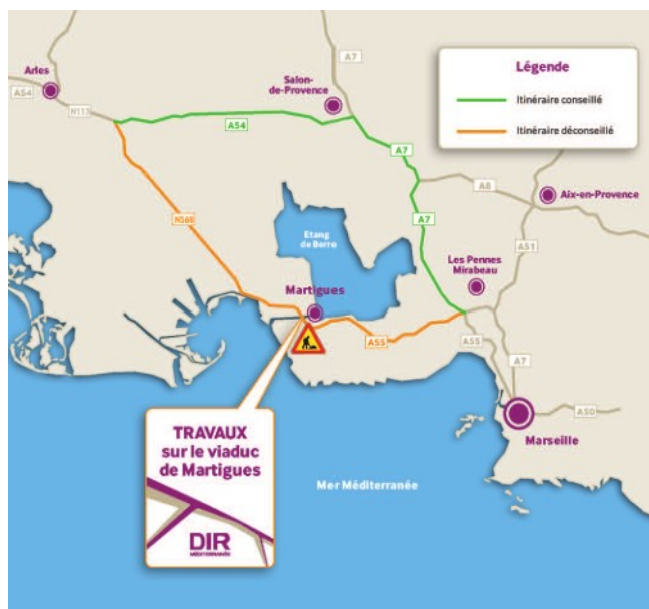 A7
Arles
A54
N113
Salon-
de-Provence
Légende
Itinéraire conseillé
Itinéraire déconseillé
A54
A7
A8
Aix-en-Provence
N568
A7
Etang
de Berre
A51
Les Pennes
Mirabeau
Martigues
A55
A55
A7
A50
Marseille
TRAVAUX
sur le viaduc
de Martigues
DIR
MÉDITERRANÉE
Mer Méditerranée